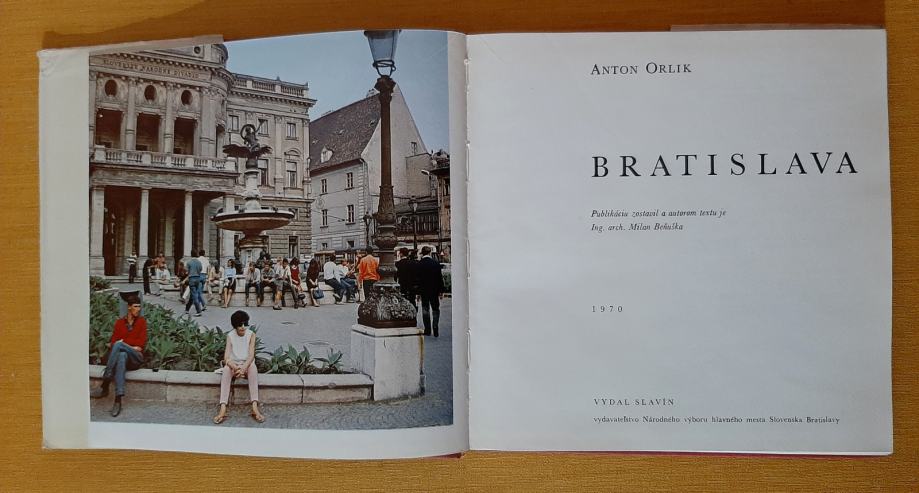 SLOVENSKÉ NÁRODNÉ DIVADLO
ANTON ORLIK
BRATISLAVA
Publikáciu zostavil a autorom textu je
Ing. arch. Milan Beňuška
1970
VYDAL SLAVÍN
vydavateľstvo Národného výboru hlavného mesta Slovenska Bratislavy